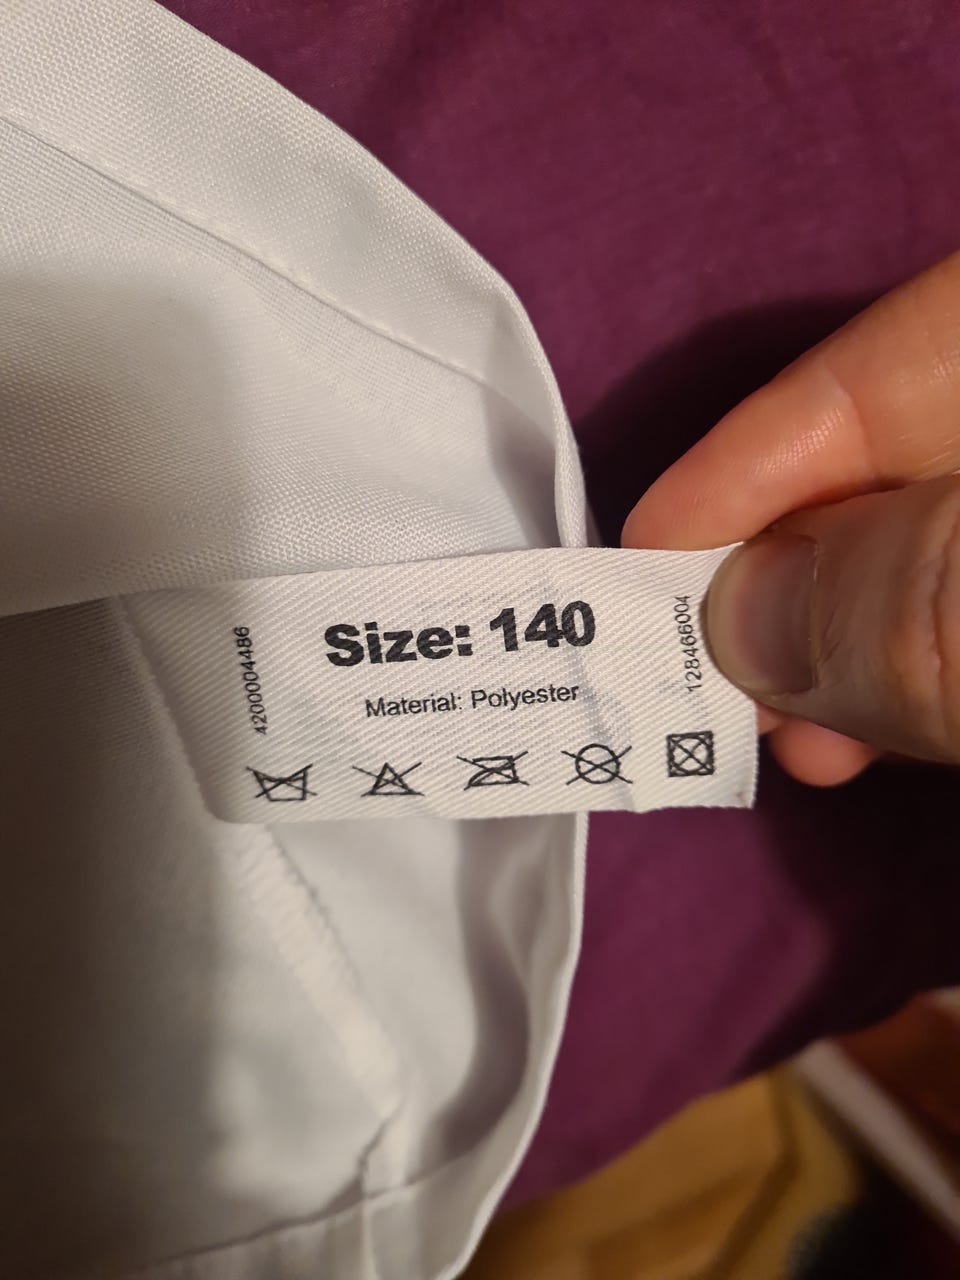 Size: 140
Material: Polyester
4200004486
128466004